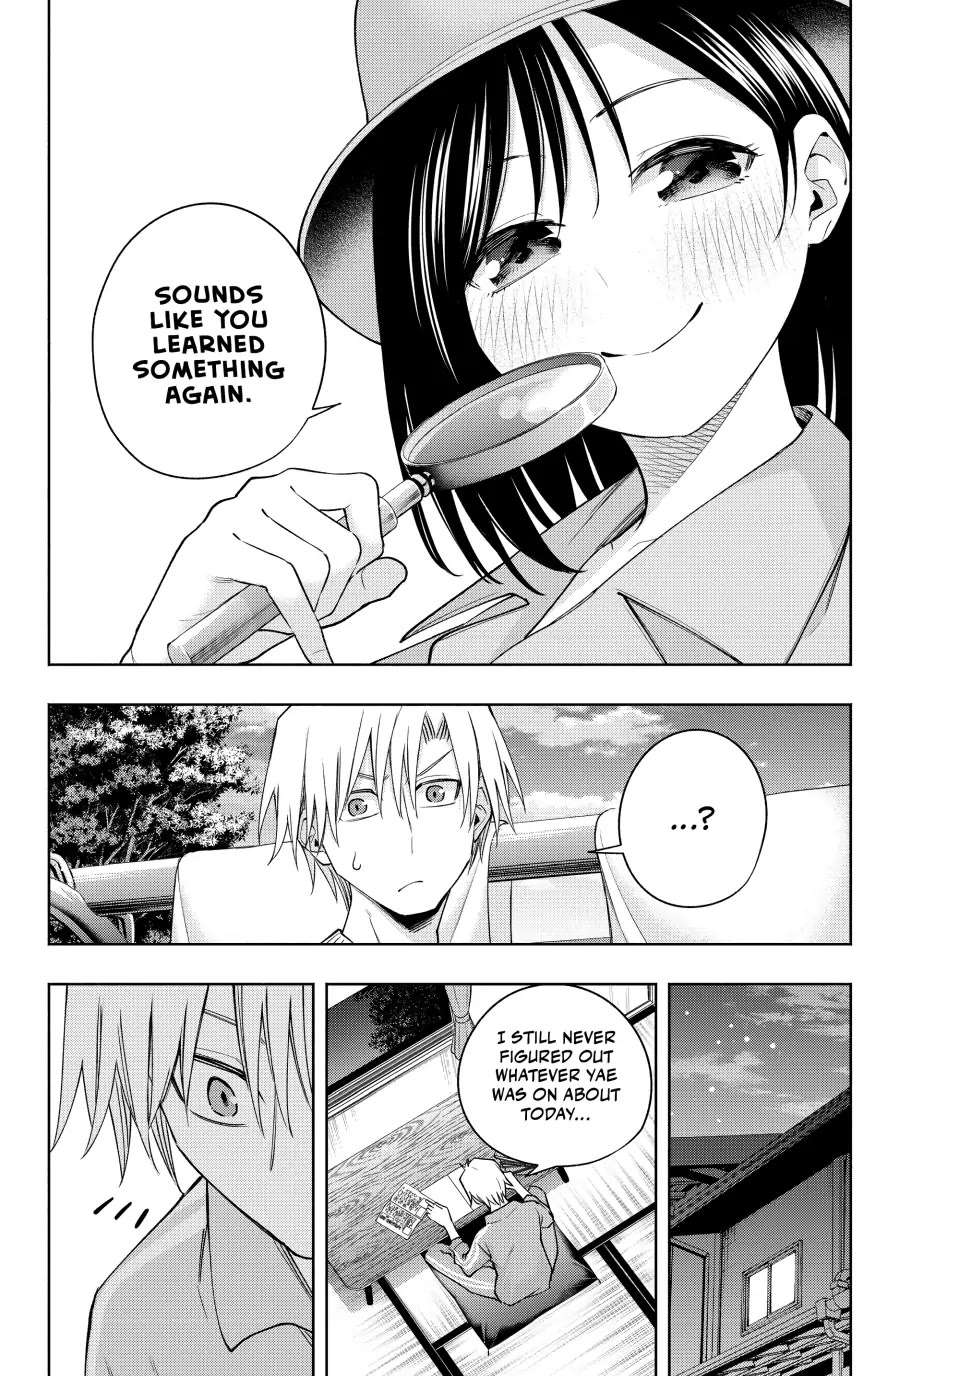 SOUNDS
LIKE YOU
LEARNED
SOMETHING
AGAIN.
...?
I STILL NEVER
FIGURED OUT
WHATEVER YAE
WAS ON ABOUT
TODAY...